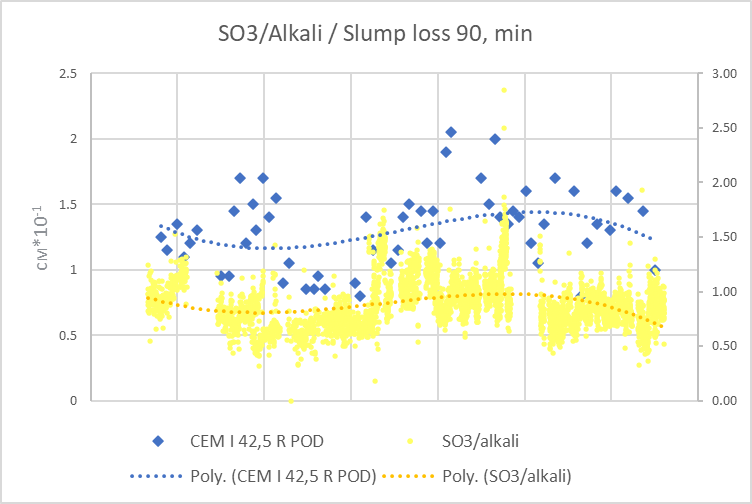 SO3/Alkali / Slump loss 90, min
2.5 3.00
2.50
2
2.00
1.5
1.50
1
1.00
0.5
0.50
0 0.00
см*10⁻¹
CEM I 42,5 R POD SO3/alkali
Poly. (CEM I 42,5 R POD) Poly. (SO3/alkali)